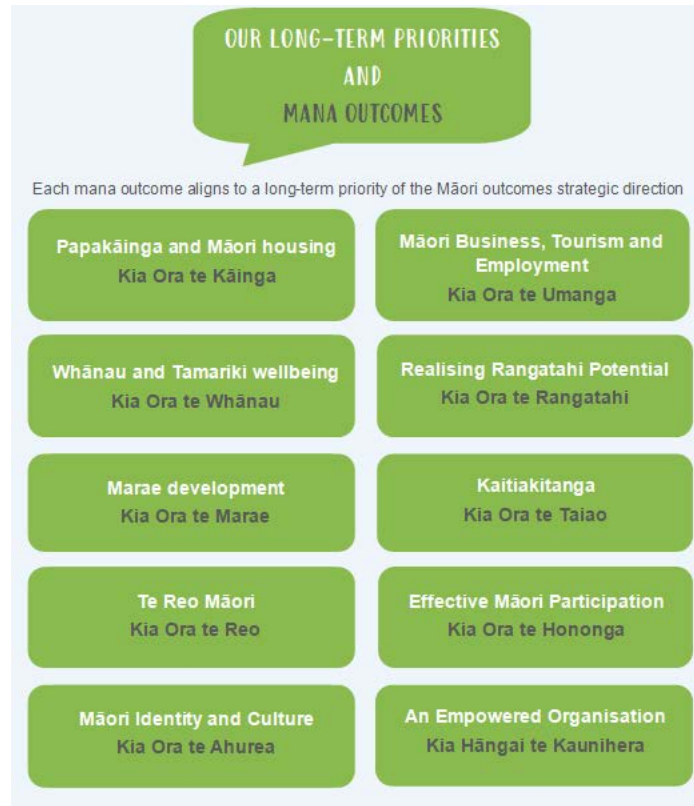 OUR LONG-TERM PRIORITIES
AND
MANA OUTCOMES
Each mana outcome aligns to a long-term priority of the Māori outcomes strategic direction
Papakāinga and Māori housing
Kia Ora te Kāinga
Māori Business, Tourism and
Employment
Kia Ora te Umanga
Whānau and Tamariki wellbeing
Kia Ora te Whānau
Realising Rangatahi Potential
Kia Ora te Rangatahi
Marae development
Kia Ora te Marae
Kaitiakitanga
Kia Ora te Taiao
Te Reo Māori
Kia Ora te Reo
Effective Māori Participation
Kia Ora te Hononga
Māori Identity and Culture
Kia Ora te Ahurea
An Empowered Organisation
Kia Hāngai te Kaunihera